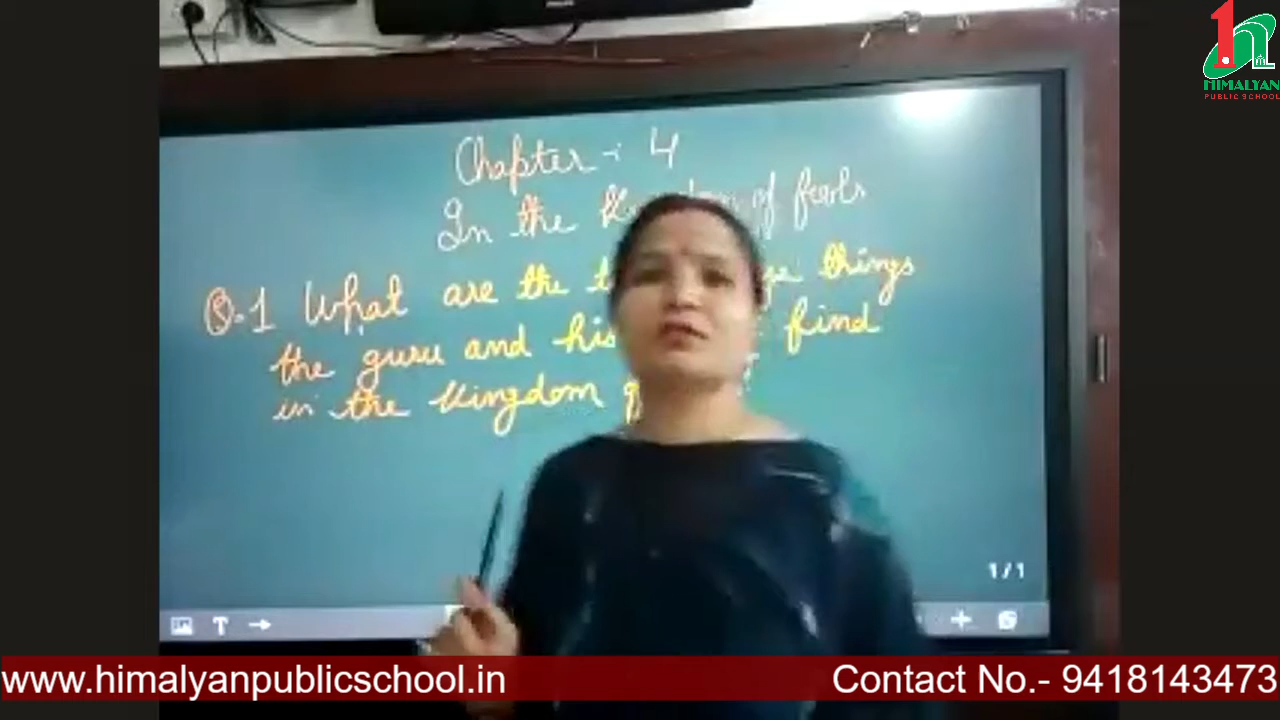 HIMALYAN
PUBLIC SCHOOL
Chapter :- 4
In the of fools
Q.1 What are the things
the guru and his find
in the kingdom
1/1
T
www.himalyanpublicschool.in
Contact No.- 9418143473